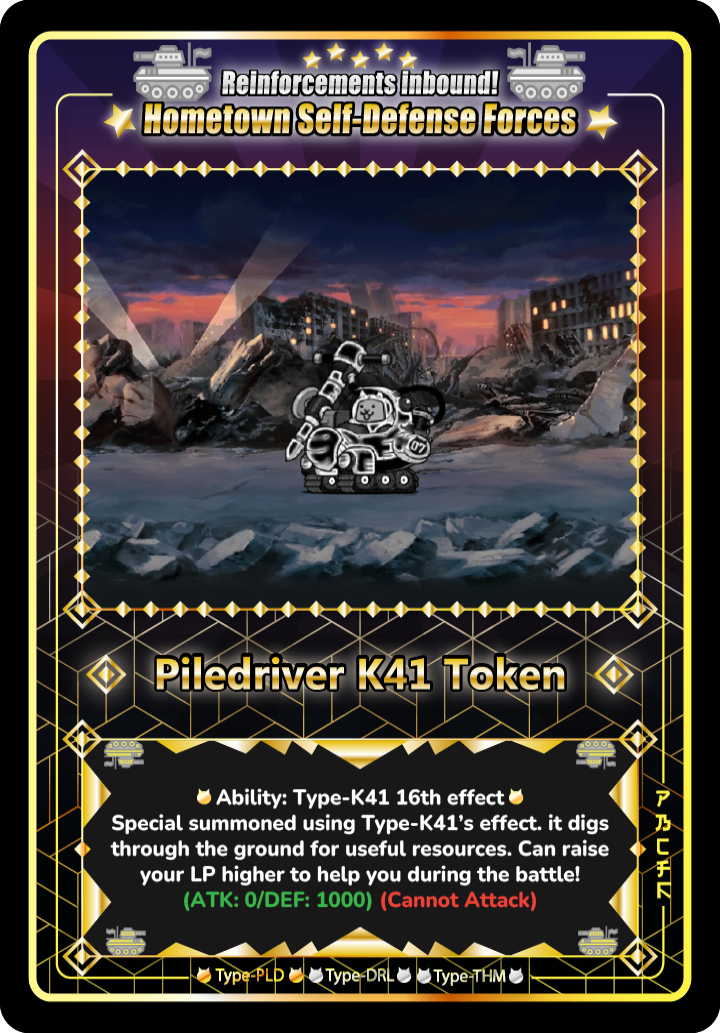 Reinforcements inbound!
Hometown Self-Defense Forces
07
Piledriver K41 Token
Ability: Type-K41 16th effect
Special summoned using Type-K41's effect. it digs
through the ground for useful resources. Can raise
your LP higher to help you during the battle!
(ATK: 0/DEF: 1000) (Cannot Attack)
Type-PLD Type-DRL Type-THM